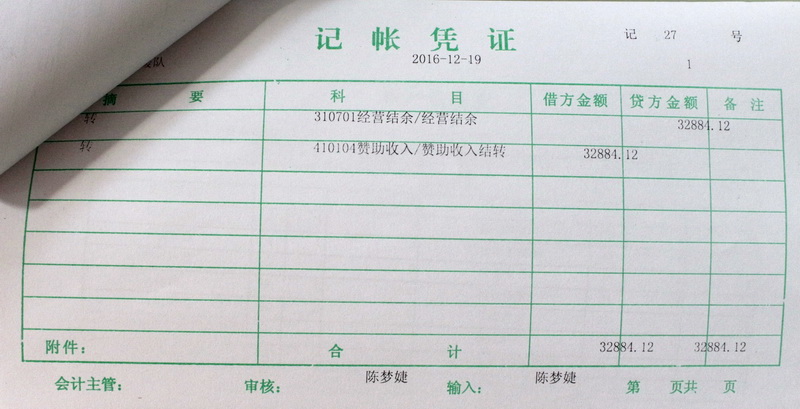 记帐凭证 记 27 号
2016-12-19 1
队
摘要 科目 借方金额 贷方金额 备注
转 310701经营结余/经营结余 32884.12
转 410104赞助收入/赞助收入结转 32884.12
附件: 合计 32884.12 32884.12
会计主管: 审核: 陈梦婕 输入: 陈梦婕 第 页共 页